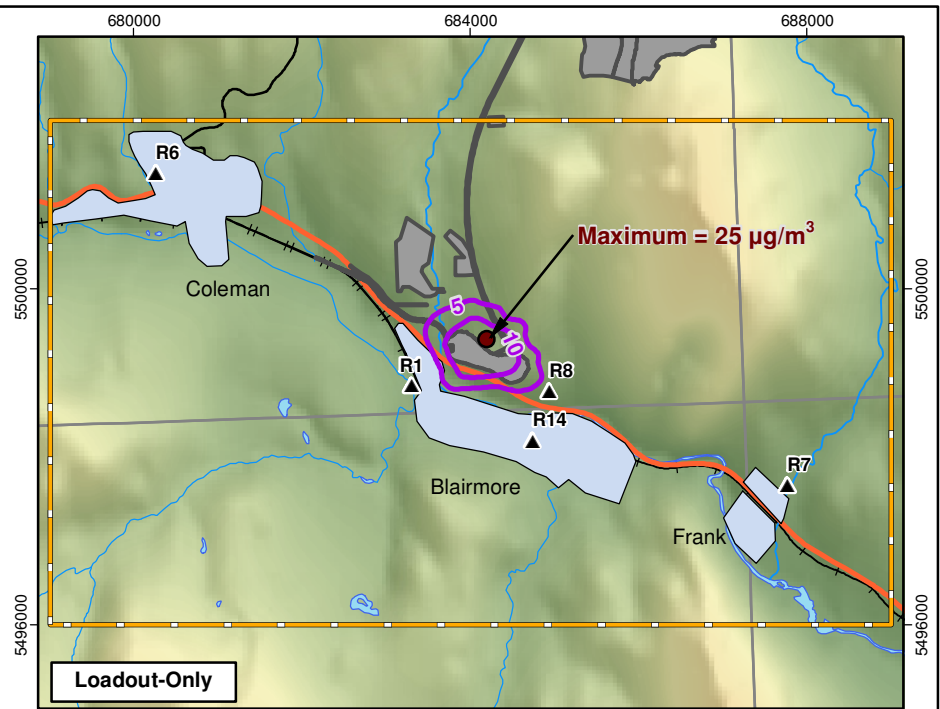 680000
684000
688000
R6
Maximum = 25 µg/m³
Coleman
5500000
5500000
5
10
R1
R8
R14
R7
Blairmore
Frank
5496000
5496000
Loadout-Only